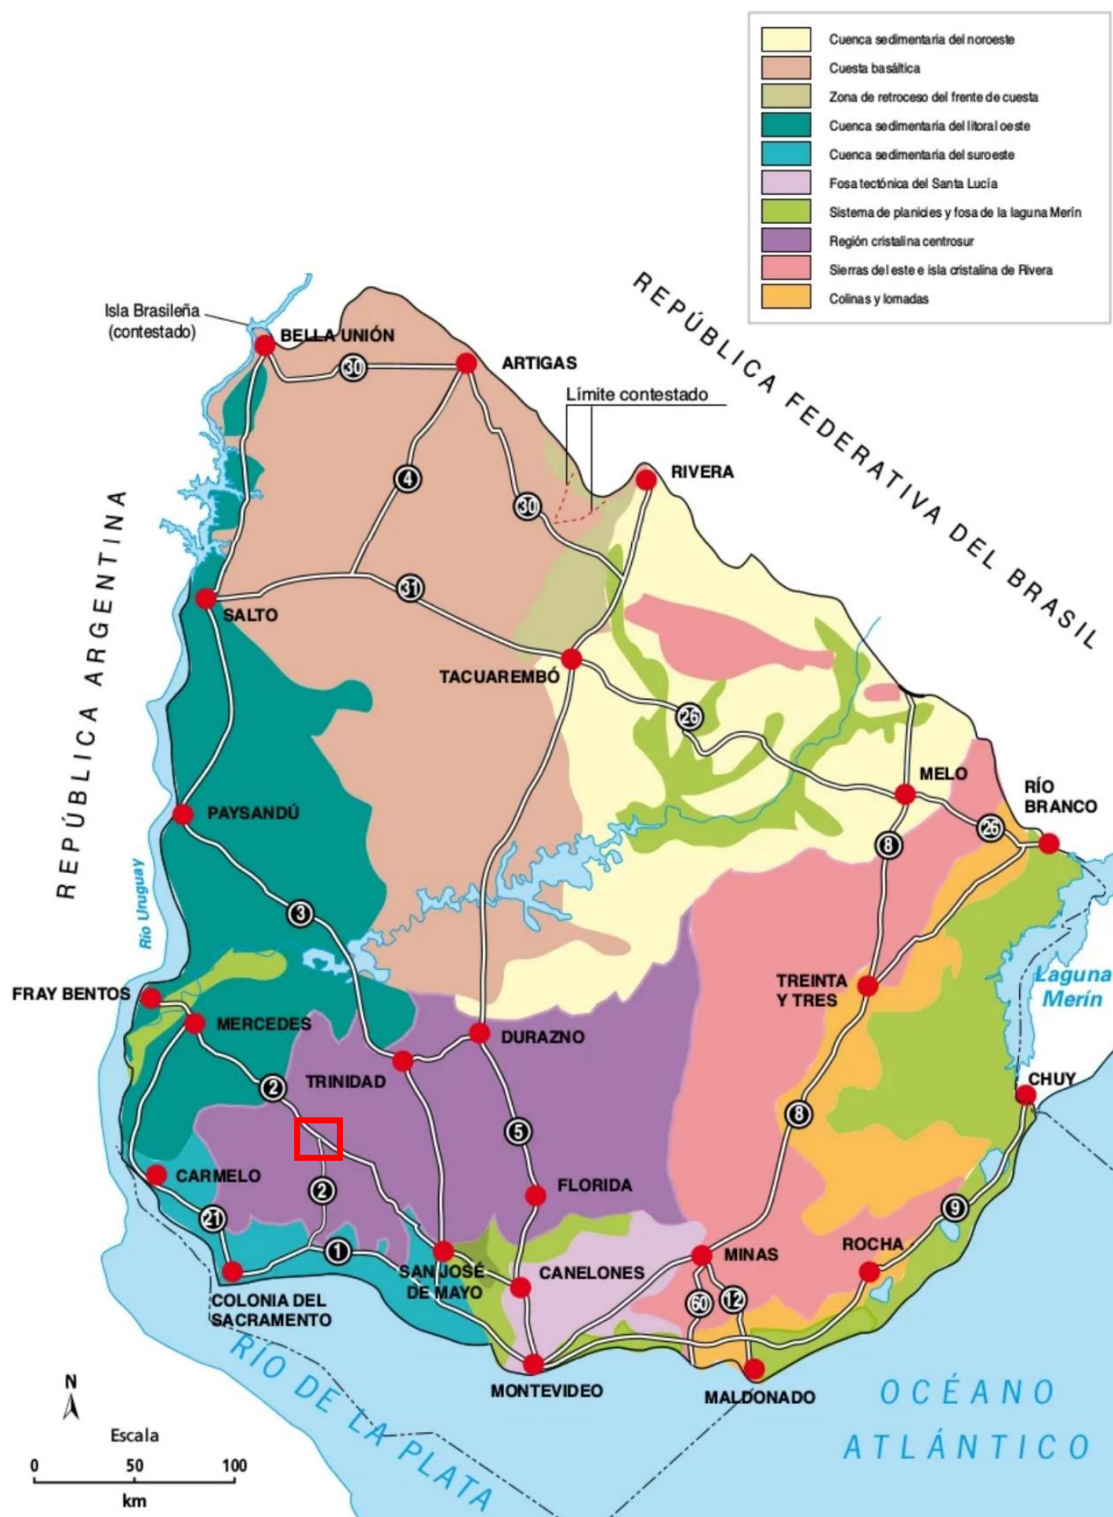 Cuenca sedimentaria del noroeste
Cuesta basáltica
Zona de retroceso del frente de cuesta
Cuenca sedimentaria del litoral oeste
Cuenca sedimentaria del suroeste
Fosa tectónica del Santa Lucía
Sistema de planicies y fosa de la laguna Merín
Región cristalina centrosur
Sierras del este e isla cristalina de Rivera
Colinas y lomadas
REPÚBLICA FEDERATIVA DEL BRASIL
Isla Brasileña
(contestado)
BELLA UNIÓN
30
ARTIGAS
Límite contestado
RIVERA
4
30
REPÚBLICA ARGENTINA
31
SALTO
TACUAREMBÓ
26
MELO
RÍO
BRANCO
PAYSANDÚ
26
8
Río Uruguay
3
Laguna
Merín
TREINTA
Y TRES
FRAY BENTOS
MERCEDES
DURAZNO
TRINIDAD
CHUY
2
8
5
CARMELO
2
FLORIDA
21
9
1
ROCHA
MINAS
SAN JOSÉ
DE MAYO
CANELONES
60
12
COLONIA DEL
SACRAMENTO
MONTEVIDEO
MALDONADO
RÍO DE LA PLATA
OCÉANO
ATLÁNTICO
N
Escala
0 50 100
km